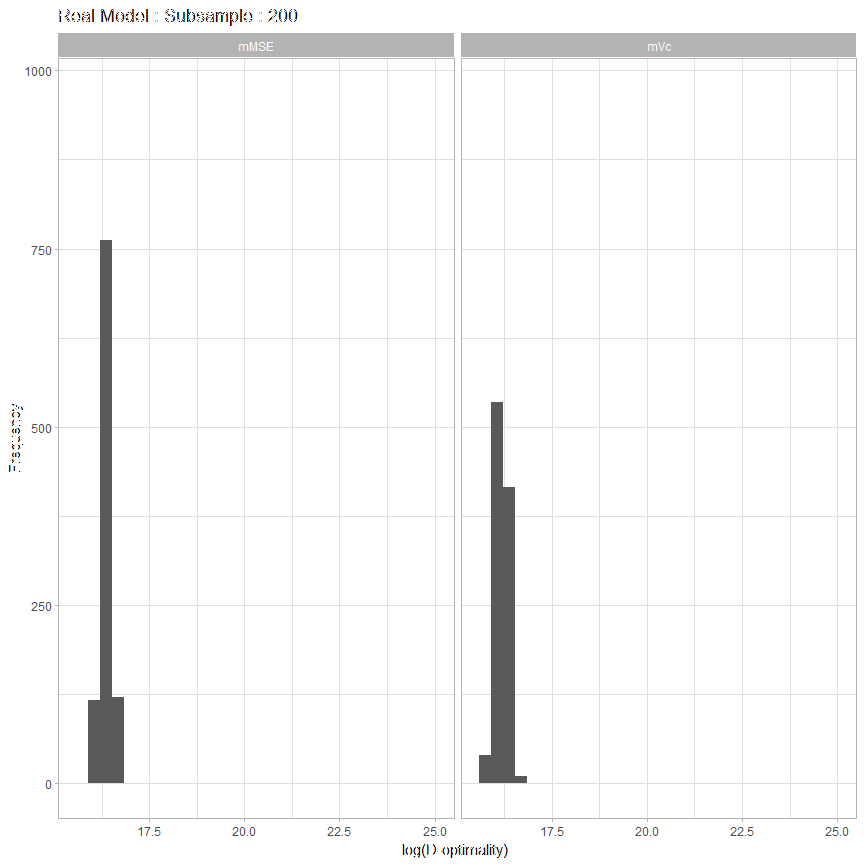 Real Model : Subsample : 200
mMSE mVc
1000
750
500
250
0
Frequency
17.5 20.0 22.5 25.0 17.5 20.0 22.5 25.0
log(D-optimality)